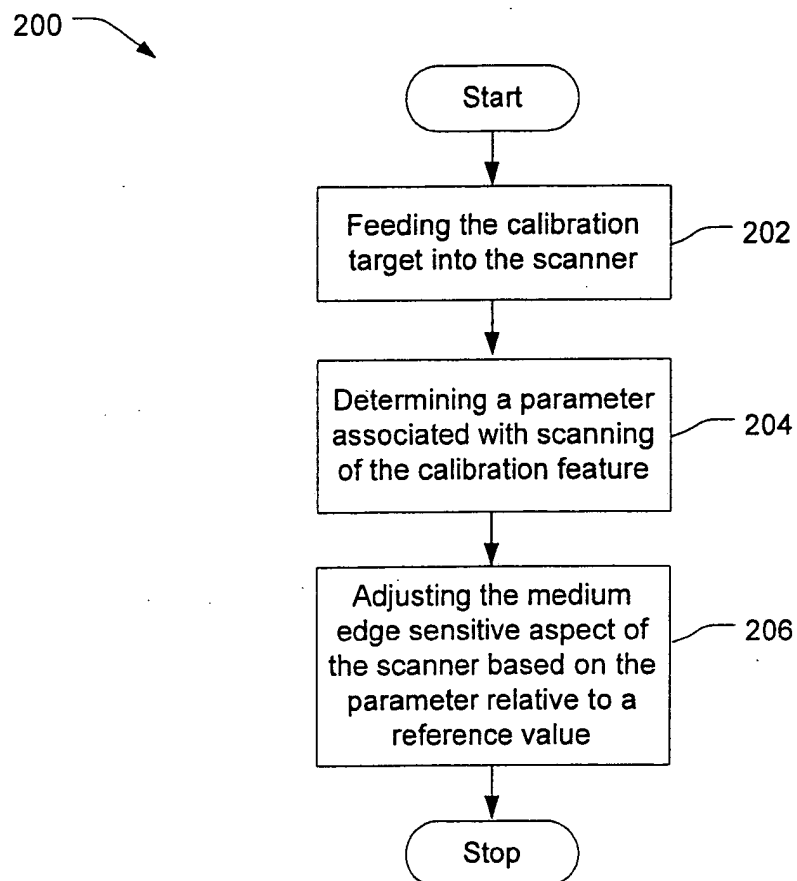 200
Start
Feeding the calibration
target into the scanner
202
Determining a parameter
associated with scanning
of the calibration feature
204
Adjusting the medium
edge sensitive aspect of
the scanner based on the
parameter relative to a
reference value
206
Stop